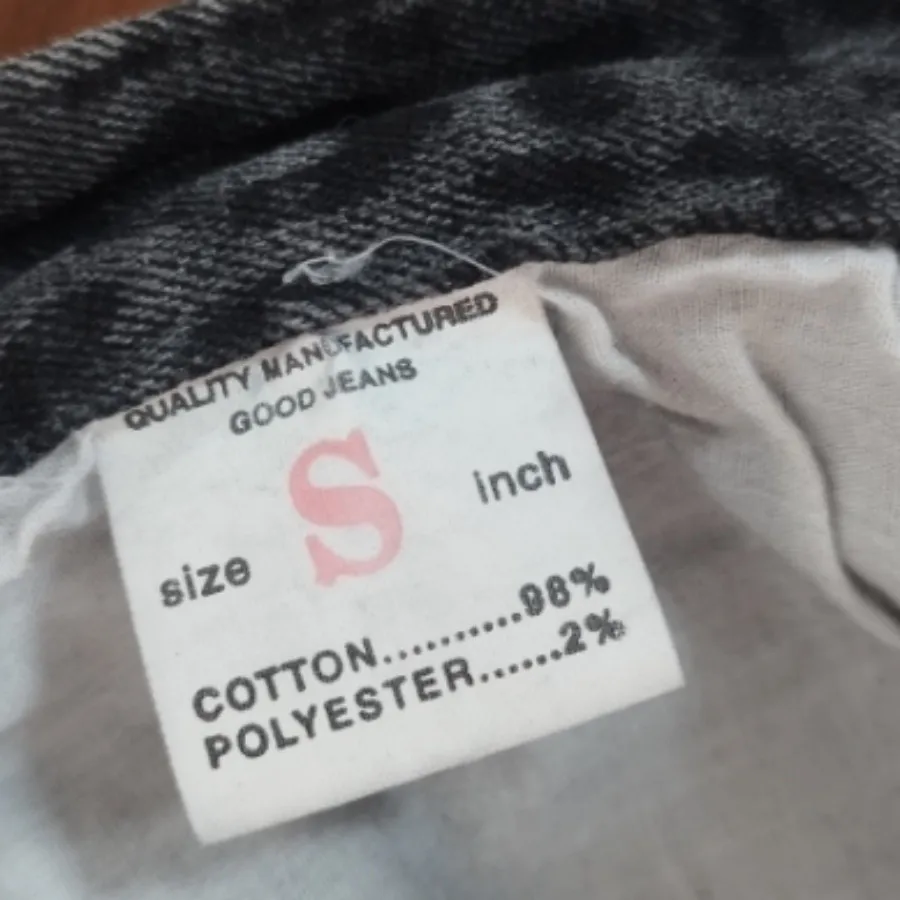 QUALITY MANUFACTURED
GOOD JEANS
size S inch
COTTON..........98%
POLYESTER......2%